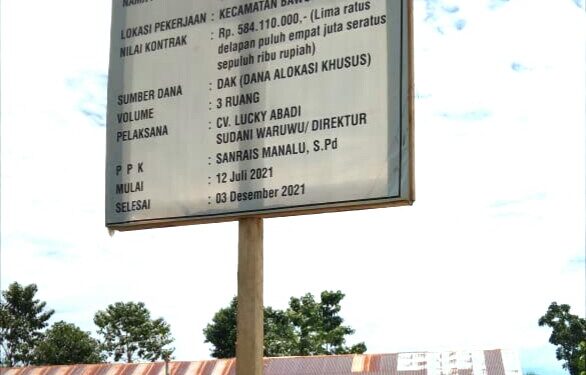 LOKASI PEKERJAAN : KECAMATAN
NILAI KONTRAK : Rp. 584.110.000,- (Lima ratus
delapan puluh empat juta seratus
sepuluh ribu rupiah)
SUMBER DANA : DAK (DANA ALOKASI KHUSUS)
VOLUME : 3 RUANG
PELAKSANA : CV. LUCKY ABADI
SUDANI WARUWU/ DIREKTUR
P P K : SANRAIS MANALU, S.Pd
MULAI : 12 Juli 2021
SELESAI : 03 Desember 2021